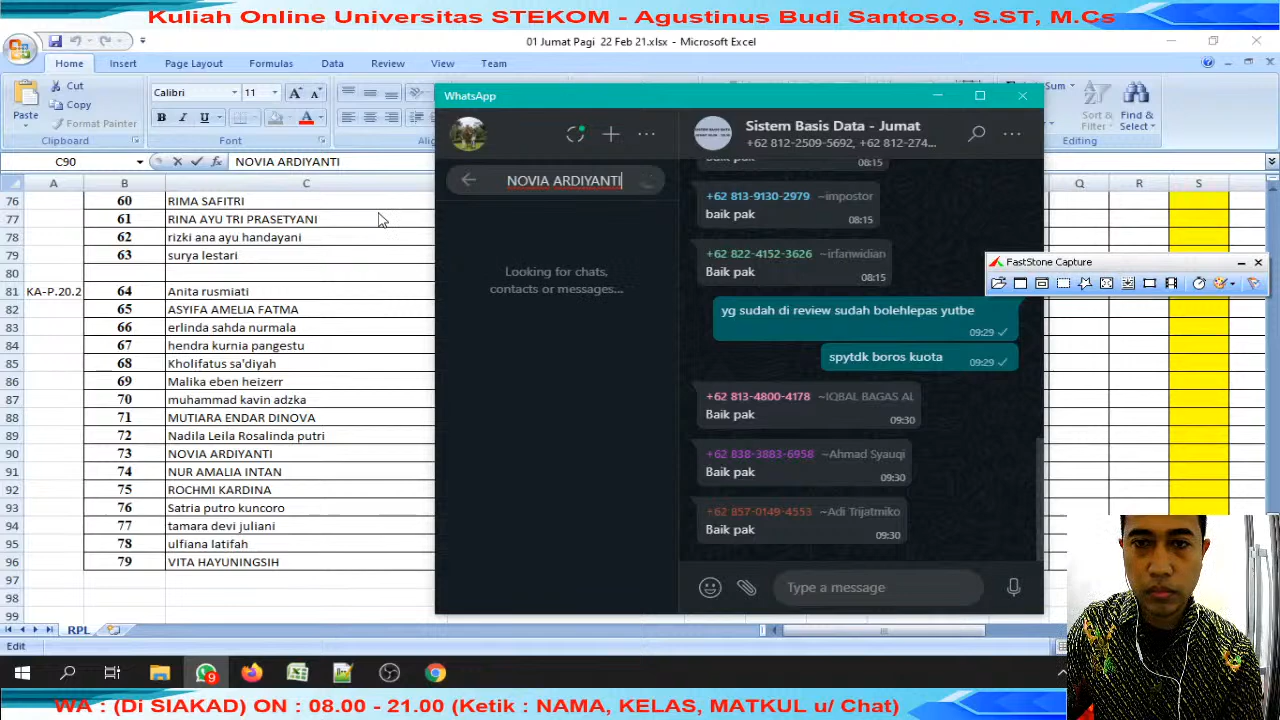 Kuliah Online Universitas STEKOM - Agustinus Budi Santoso, S.ST, M.Cs
01 Jumat Pagi 22 Feb 21.xlsx - Microsoft Excel
Home Insert Page Layout Formulas Data Review View Team
Cut
Copy
Format Painter
Paste
Clipboard
Calibri 11
B I U
Font
Sum
Sort &
Filter
Find &
Select
Editing
C90 NOVIA ARDIYANTI
A B C Q R S
76 60 RIMA SAFITRI
77 61 RINA AYU TRI PRASETYANI
78 62 rizki ana ayu handayani
79 63 surya lestari
80
81 KA-P.20.2 64 Anita rusmiati
82 65 ASYIFA AMELIA FATMA
83 66 erlinda sahda nurmala
84 67 hendra kurnia pangestu
85 68 Kholifatus sa'diyah
86 69 Malika eben heizerr
87 70 muhammad kavin adzka
88 71 MUTIARA ENDAR DINOVA
89 72 Nadila Leila Rosalinda putri
90 73 NOVIA ARDIYANTI
91 74 NUR AMALIA INTAN
92 75 ROCHMI KARDINA
93 76 Satria putro kuncoro
94 77 tamara devi juliani
95 78 ulfiana latifah
96 79 VITA HAYUNINGSIH
97
98
99
RPL
Edit
WhatsApp
NOVIA ARDIYANTI
Looking for chats,
contacts or messages...
Sistem Basis Data - Jumat
+62 812-2509-5692, +62 812-274...
08:15
+62 813-9130-2979 ~impostor
baik pak
08:15
+62 822-4152-3626 ~irfanwidian
Baik pak
08:15
yg sudah di review sudah bolehlepas yutbe
09:29
spytdk boros kuota
09:29
+62 813-4800-4178 ~IQBAL BAGAS AL
Baik pak
09:30
+62 838-3883-6958 ~Ahmad Syauqi
Baik pak
09:30
+62 857-0149-4553 ~Adi Trijatmiko
Baik pak
09:30
Type a message
FastStone Capture
9
WA : (Di SIAKAD) ON : 08.00 - 21.00 (Ketik : NAMA, KELAS, MATKUL u/ Chat)